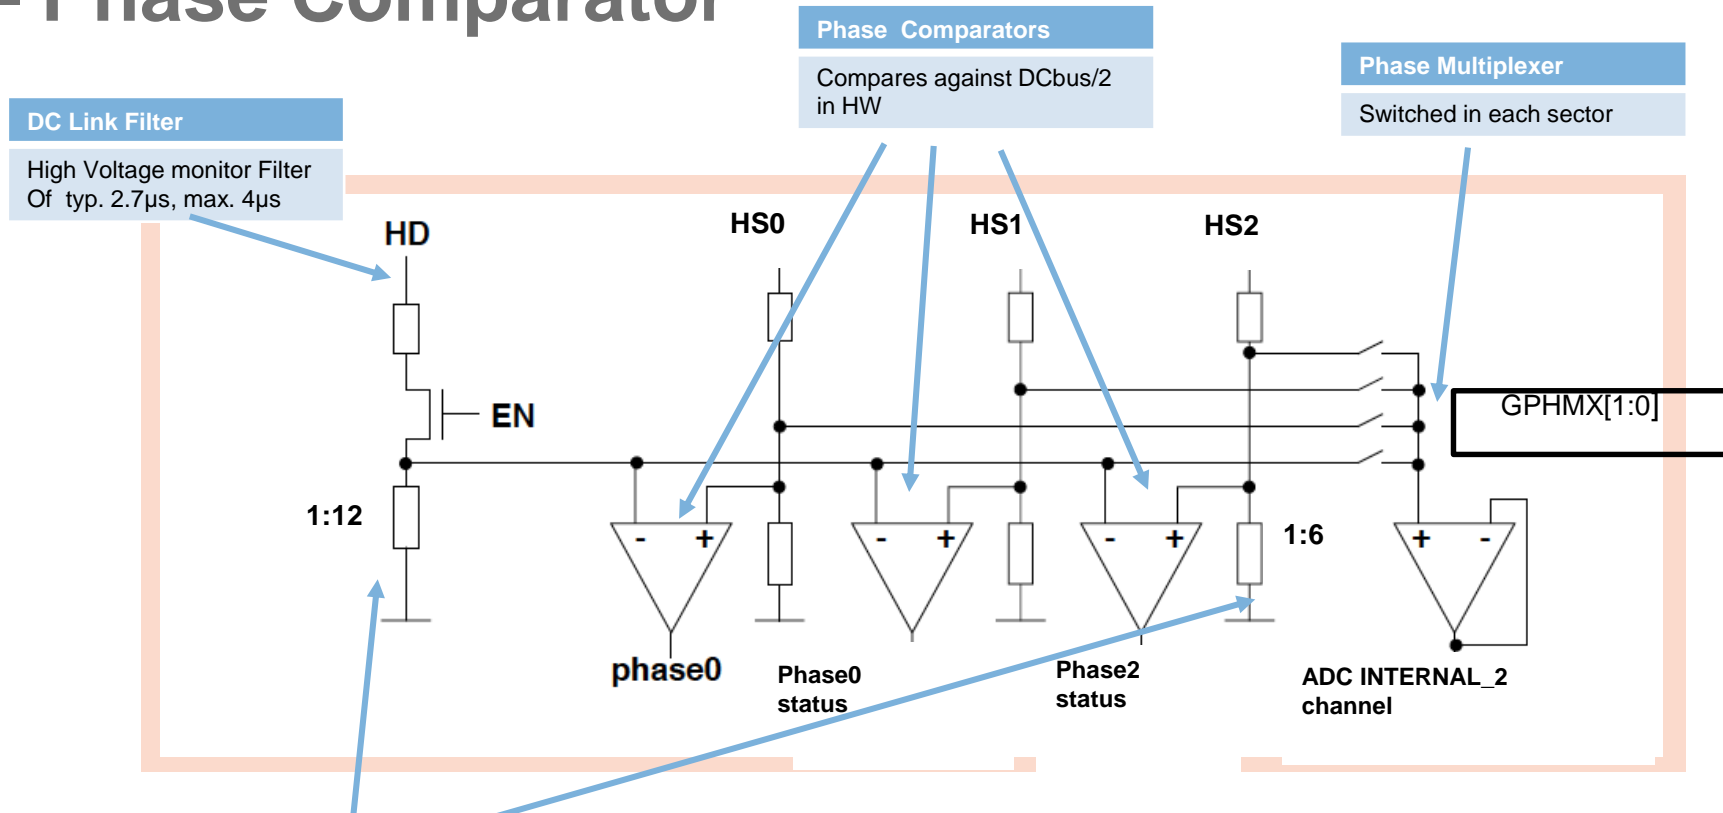 – Phase Comparator
Phase Comparators
Compares against DCbus/2
in HW
Phase Multiplexer
Switched in each sector
DC Link Filter
High Voltage monitor Filter
Of typ. 2.7µs, max. 4µs
HD
HS0
HS1
HS2
EN
GPHMX[1:0]
1:12
- +
- +
- +
1:6
+ -
phase0
Phase0
status
Phase2
status
ADC INTERNAL_2
channel